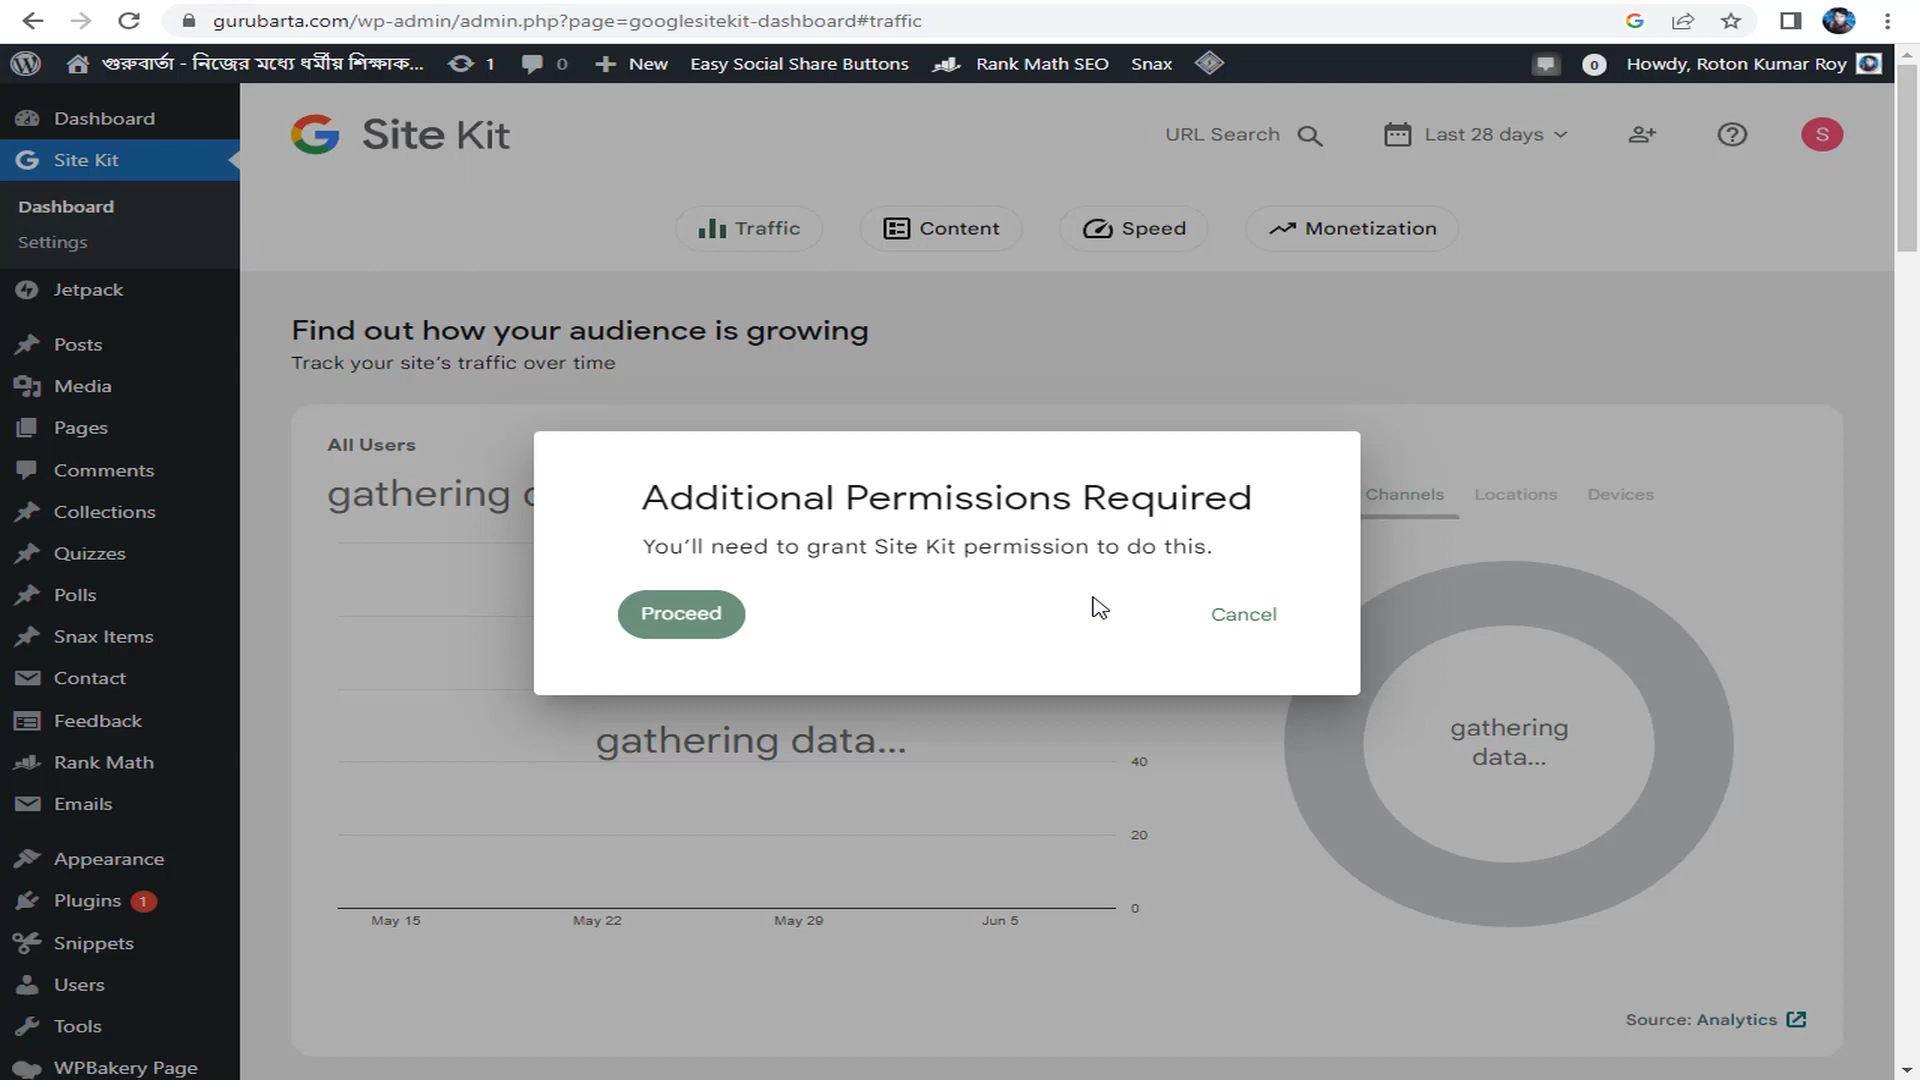 gurubarta.com/wp-admin/admin.php?page=googlesitekit-dashboard#traffic
গুরুবার্তা - নিজের মধ্যে ধর্মীয় শিক্ষাক... 1 0 New Easy Social Share Buttons Rank Math SEO Snax 0 Howdy, Roton Kumar Roy
Dashboard
Site Kit
Dashboard
Settings
Jetpack
Posts
Media
Pages
Comments
Collections
Quizzes
Polls
Snax Items
Contact
Feedback
Rank Math
Emails
Appearance
Plugins 1
Snippets
Users
Tools
WPBakery Page
Site Kit URL Search Last 28 days S
Traffic Content Speed Monetization
Find out how your audience is growing
Track your site's traffic over time
All Users
gathering
Channels Locations Devices
Additional Permissions Required
You'll need to grant Site Kit permission to do this.
Proceed Cancel
gathering data...
40
20
0
May 15 May 22 May 29 Jun 5
gathering
data...
Source: Analytics